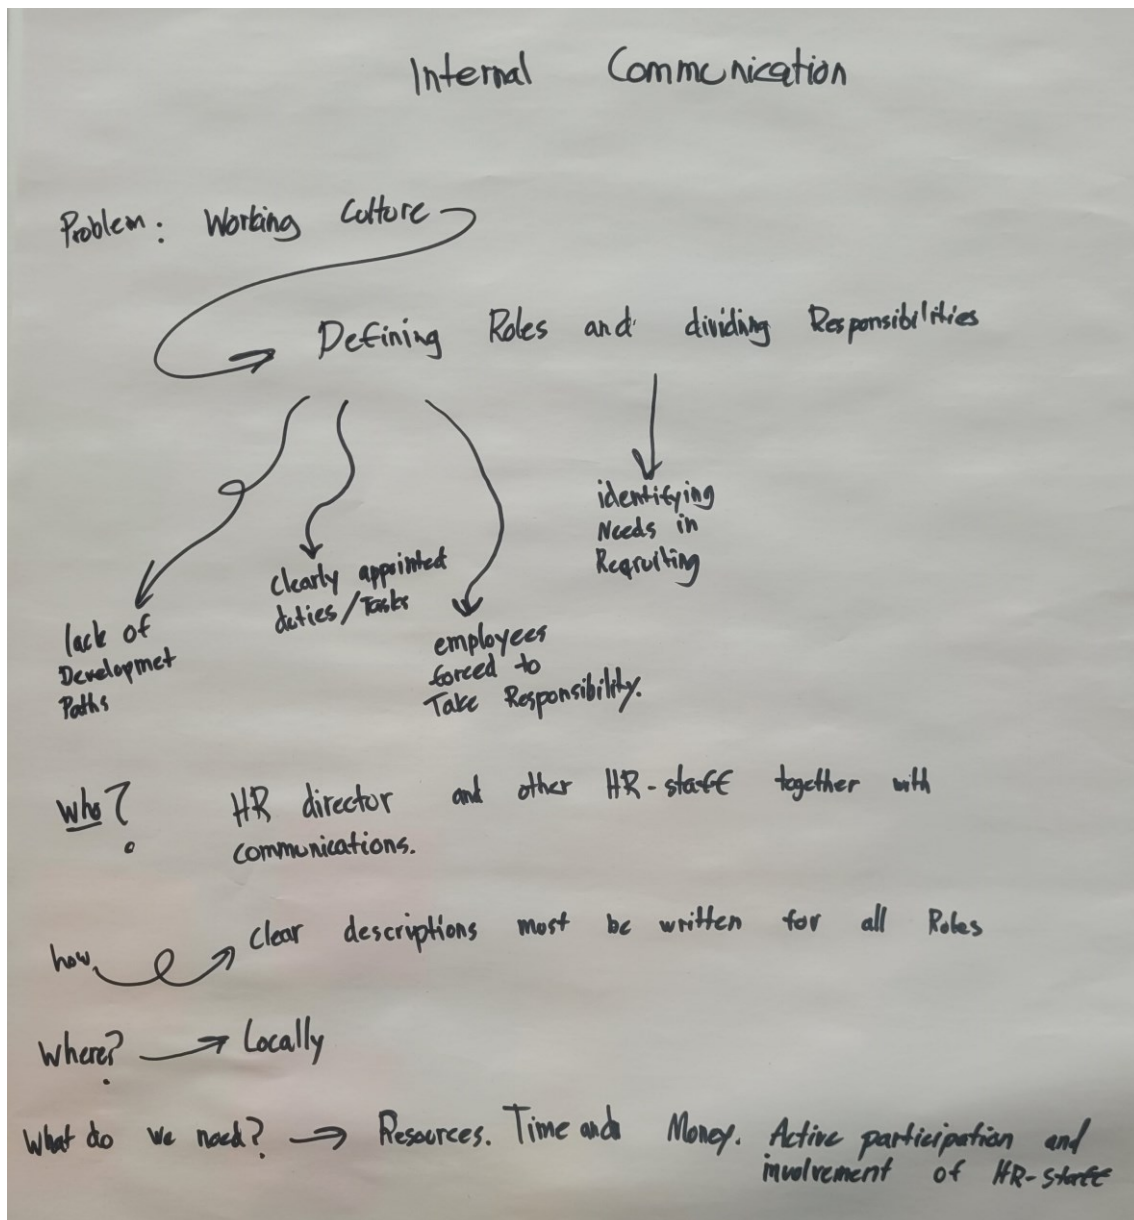 Internal Communication
Problem: Working Culture
Defining Roles and dividing Responsibilities
lack of
Developmet
Paths
clearly appointed
duties/Tasks
employees
forced to
Take Responsibility.
identifying
Needs in
Recruiting
Who?
HR director and other HR-staff together with
communications.
how
clear descriptions must be written for all Roles
Where? → Locally
What do we need? → Resources. Time and Money. Active participation and
involvement of HR-staff